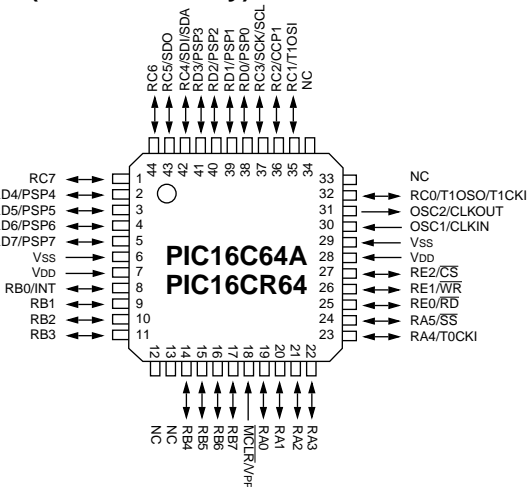 RC6
RC5/SDO
RC4/SDI/SDA
RD3/PSP3
RD2/PSP2
RD1/PSP1
RD0/PSP0
RC3/SCK/SCL
RC2/CCP1
RC1/T1OSI
NC
44
43
42
41
40
39
38
37
36
35
34
RC7
D4/PSP4
D5/PSP5
D6/PSP6
D7/PSP7
VSS
VDD
RB0/INT
RB1
RB2
RB3
1
2
3
4
5
6
7
8
9
10
11
PIC16C64A
PIC16CR64
33
32
31
30
29
28
27
26
25
24
23
NC
RC0/T1OSO/T1CKI
OSC2/CLKOUT
OSC1/CLKIN
VSS
VDD
RE2/CS
RE1/WR
RE0/RD
RA5/SS
RA4/T0CKI
12
13
14
15
16
17
18
19
20
21
22
NC
NC
RB4
RB5
RB6
RB7
MCLR/VPP
RA0
RA1
RA2
RA3